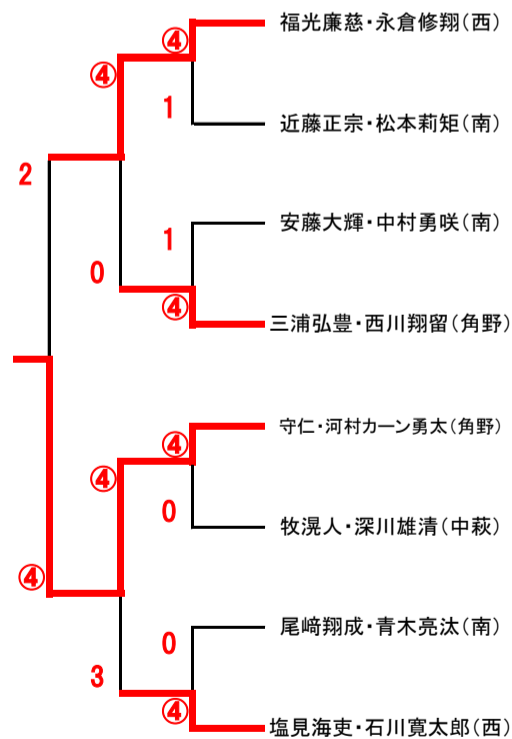 福光廉慈・永倉修翔(西)
④
④
1
近藤正宗・松本莉矩(南)
2
安藤大輝・中村勇咲(南)
1
0
④
三浦弘豊・西川翔留(角野)
守仁・河村カーン勇太(角野)
④
④
0
牧滉人・深川雄清(中萩)
④
尾﨑翔成・青木亮汰(南)
0
3
④
塩見海吏・石川寛太郎(西)